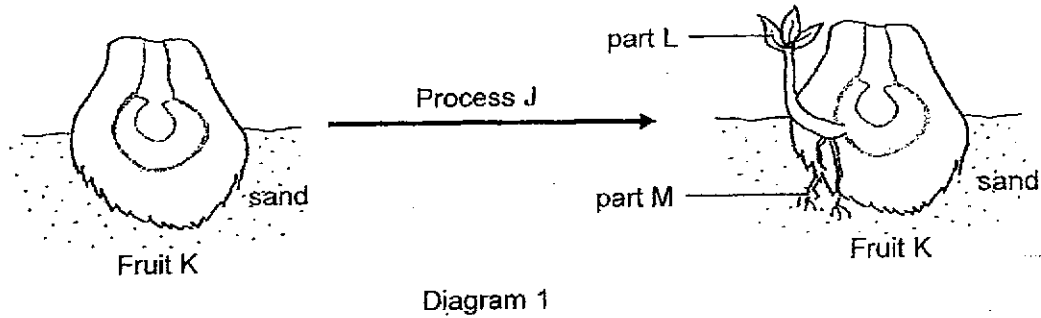 part L
Process J
sand
part M
sand
Fruit K
Fruit K
Diagram 1